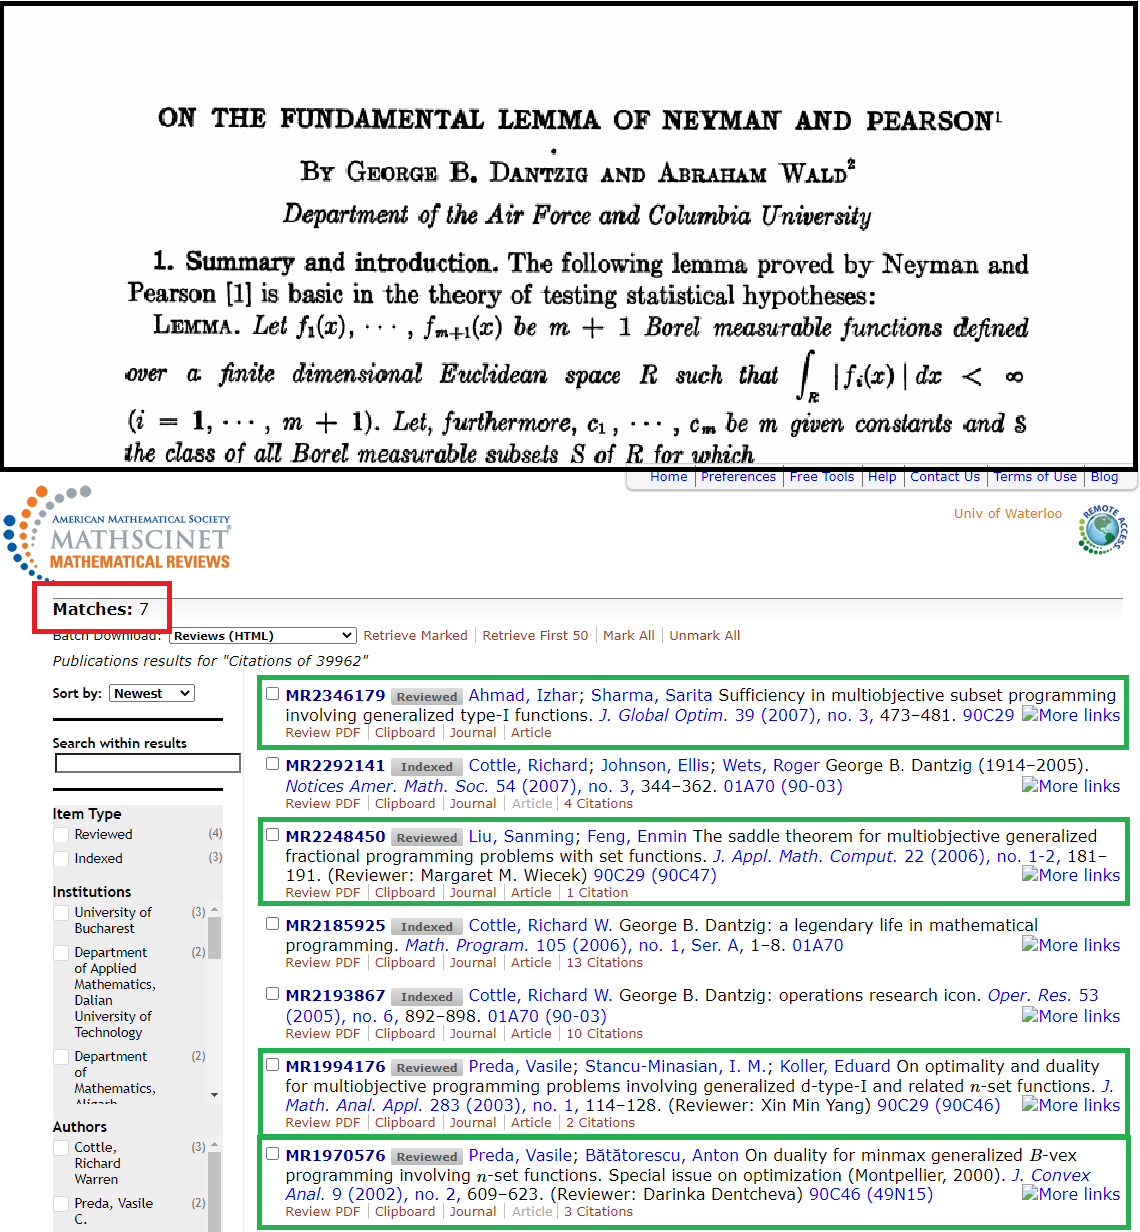 ON THE FUNDAMENTAL LEMMA OF NEYMAN AND PEARSON¹
BY GEORGE B. DANTZIG AND ABRAHAM WALD²
Department of the Air Force and Columbia University
1. Summary and introduction. The following lemma proved by Neyman and
Pearson [1] is basic in the theory of testing statistical hypotheses:
LEMMA. Let f₁(x), ··· , fₘ₊₁(x) be m + 1 Borel measurable functions defined
over a finite dimensional Euclidean space R such that ∫_R |fᵢ(x)| dx < ∞
(i = 1, ··· , m + 1). Let, furthermore, c₁ , ··· , cₘ be m given constants and S
the class of all Borel measurable subsets S of R for which
Home Preferences Free Tools Help Contact Us Terms of Use Blog
AMERICAN MATHEMATICAL SOCIETY
MATHSCINET®
MATHEMATICAL REVIEWS
Univ of Waterloo
REMOTE ACCESS
Matches: 7
Batch Download: Reviews (HTML) Retrieve Marked Retrieve First 50 Mark All Unmark All
Publications results for "Citations of 39962"
Sort by: Newest
Search within results
Item Type
Reviewed (4)
Indexed (3)
Institutions
University of (3)
Bucharest
Department (2)
of Applied
Mathematics,
Dalian
University of
Technology
Department (2)
of
Mathematics,
Aligarh
Authors
Cottle, (3)
Richard
Warren
Preda, Vasile (2)
C.
MR2346179 Reviewed Ahmad, Izhar; Sharma, Sarita Sufficiency in multiobjective subset programming
involving generalized type-I functions. J. Global Optim. 39 (2007), no. 3, 473–481. 90C29 More links
Review PDF Clipboard Journal Article
MR2292141 Indexed Cottle, Richard; Johnson, Ellis; Wets, Roger George B. Dantzig (1914–2005).
Notices Amer. Math. Soc. 54 (2007), no. 3, 344–362. 01A70 (90-03) More links
Review PDF Clipboard Journal Article 4 Citations
MR2248450 Reviewed Liu, Sanming; Feng, Enmin The saddle theorem for multiobjective generalized
fractional programming problems with set functions. J. Appl. Math. Comput. 22 (2006), no. 1-2, 181–
191. (Reviewer: Margaret M. Wiecek) 90C29 (90C47) More links
Review PDF Clipboard Journal Article 1 Citation
MR2185925 Indexed Cottle, Richard W. George B. Dantzig: a legendary life in mathematical
programming. Math. Program. 105 (2006), no. 1, Ser. A, 1–8. 01A70 More links
Review PDF Clipboard Journal Article 13 Citations
MR2193867 Indexed Cottle, Richard W. George B. Dantzig: operations research icon. Oper. Res. 53
(2005), no. 6, 892–898. 01A70 (90-03) More links
Review PDF Clipboard Journal Article 10 Citations
MR1994176 Reviewed Preda, Vasile; Stancu-Minasian, I. M.; Koller, Eduard On optimality and duality
for multiobjective programming problems involving generalized d-type-I and related n-set functions. J.
Math. Anal. Appl. 283 (2003), no. 1, 114–128. (Reviewer: Xin Min Yang) 90C29 (90C46) More links
Review PDF Clipboard Journal Article 2 Citations
MR1970576 Reviewed Preda, Vasile; Bătătorescu, Anton On duality for minmax generalized B-vex
programming involving n-set functions. Special issue on optimization (Montpellier, 2000). J. Convex
Anal. 9 (2002), no. 2, 609–623. (Reviewer: Darinka Dentcheva) 90C46 (49N15) More links
Review PDF Clipboard Journal Article 3 Citations